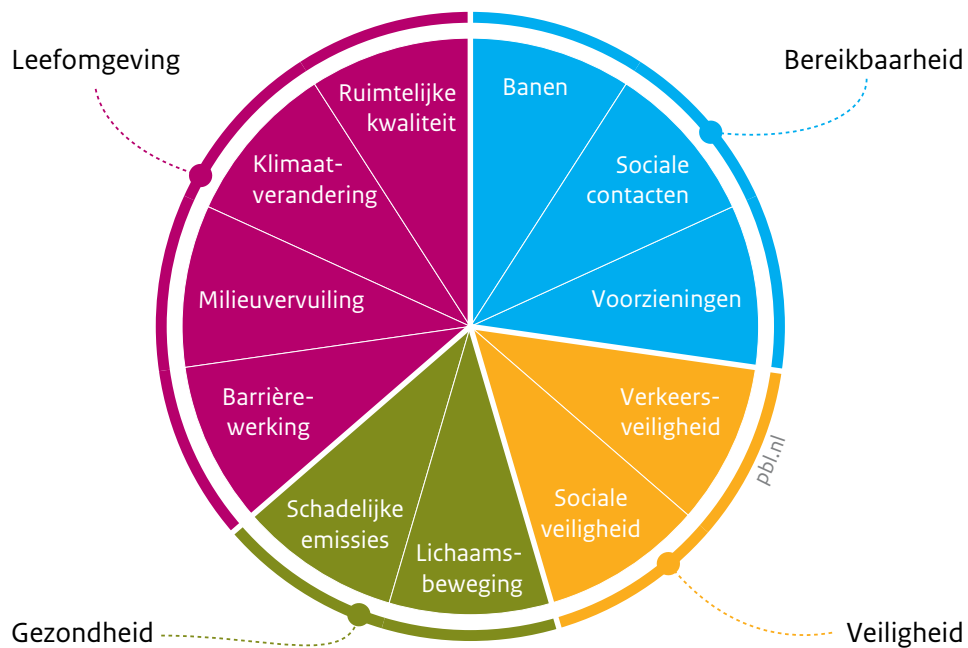 Leefomgeving
Bereikbaarheid
Ruimtelijke
kwaliteit
Banen
Klimaat-
verandering
Sociale
contacten
Milieuvervuiling
Voorzieningen
Barrière-
werking
Verkeers-
veiligheid
pbl.nl
Schadelijke
emissies
Lichaams-
beweging
Sociale
veiligheid
Gezondheid
Veiligheid